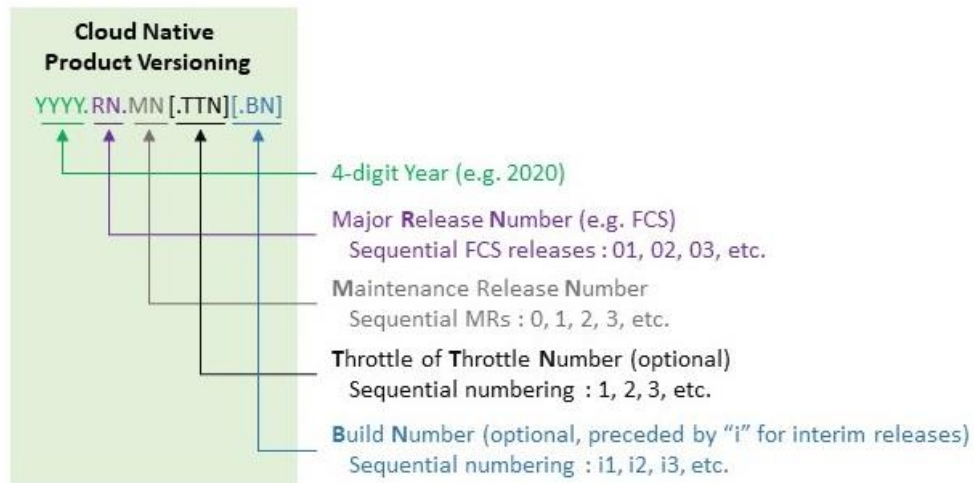 Cloud Native
Product Versioning
YYYY.RN.MN[.TTN][.BN]
4-digit Year (e.g. 2020)
Major Release Number (e.g. FCS)
Sequential FCS releases : 01, 02, 03, etc.
Maintenance Release Number
Sequential MRs : 0, 1, 2, 3, etc.
Throttle of Throttle Number (optional)
Sequential numbering : 1, 2, 3, etc.
Build Number (optional, preceded by “i” for interim releases)
Sequential numbering : i1, i2, i3, etc.